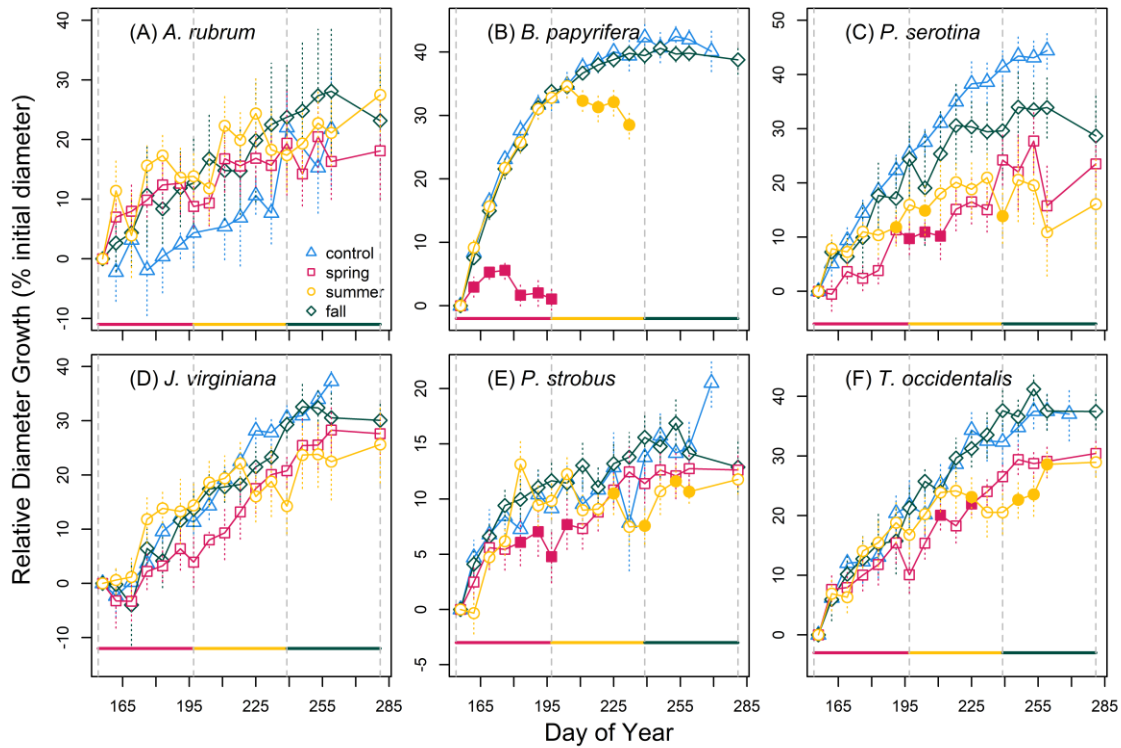 (A) A. rubrum
(B) B. papyrifera
(C) P. serotina
40
30
20
10
0
-10
control
spring
summer
fall
40
30
20
10
0
50
40
30
20
10
0
(D) J. virginiana
(E) P. strobus
(F) T. occidentalis
40
30
20
10
0
-10
20
15
10
5
0
-5
40
30
20
10
0
165 195 225 255 285
165 195 225 255 285
165 195 225 255 285
Relative Diameter Growth (% initial diameter)
Day of Year